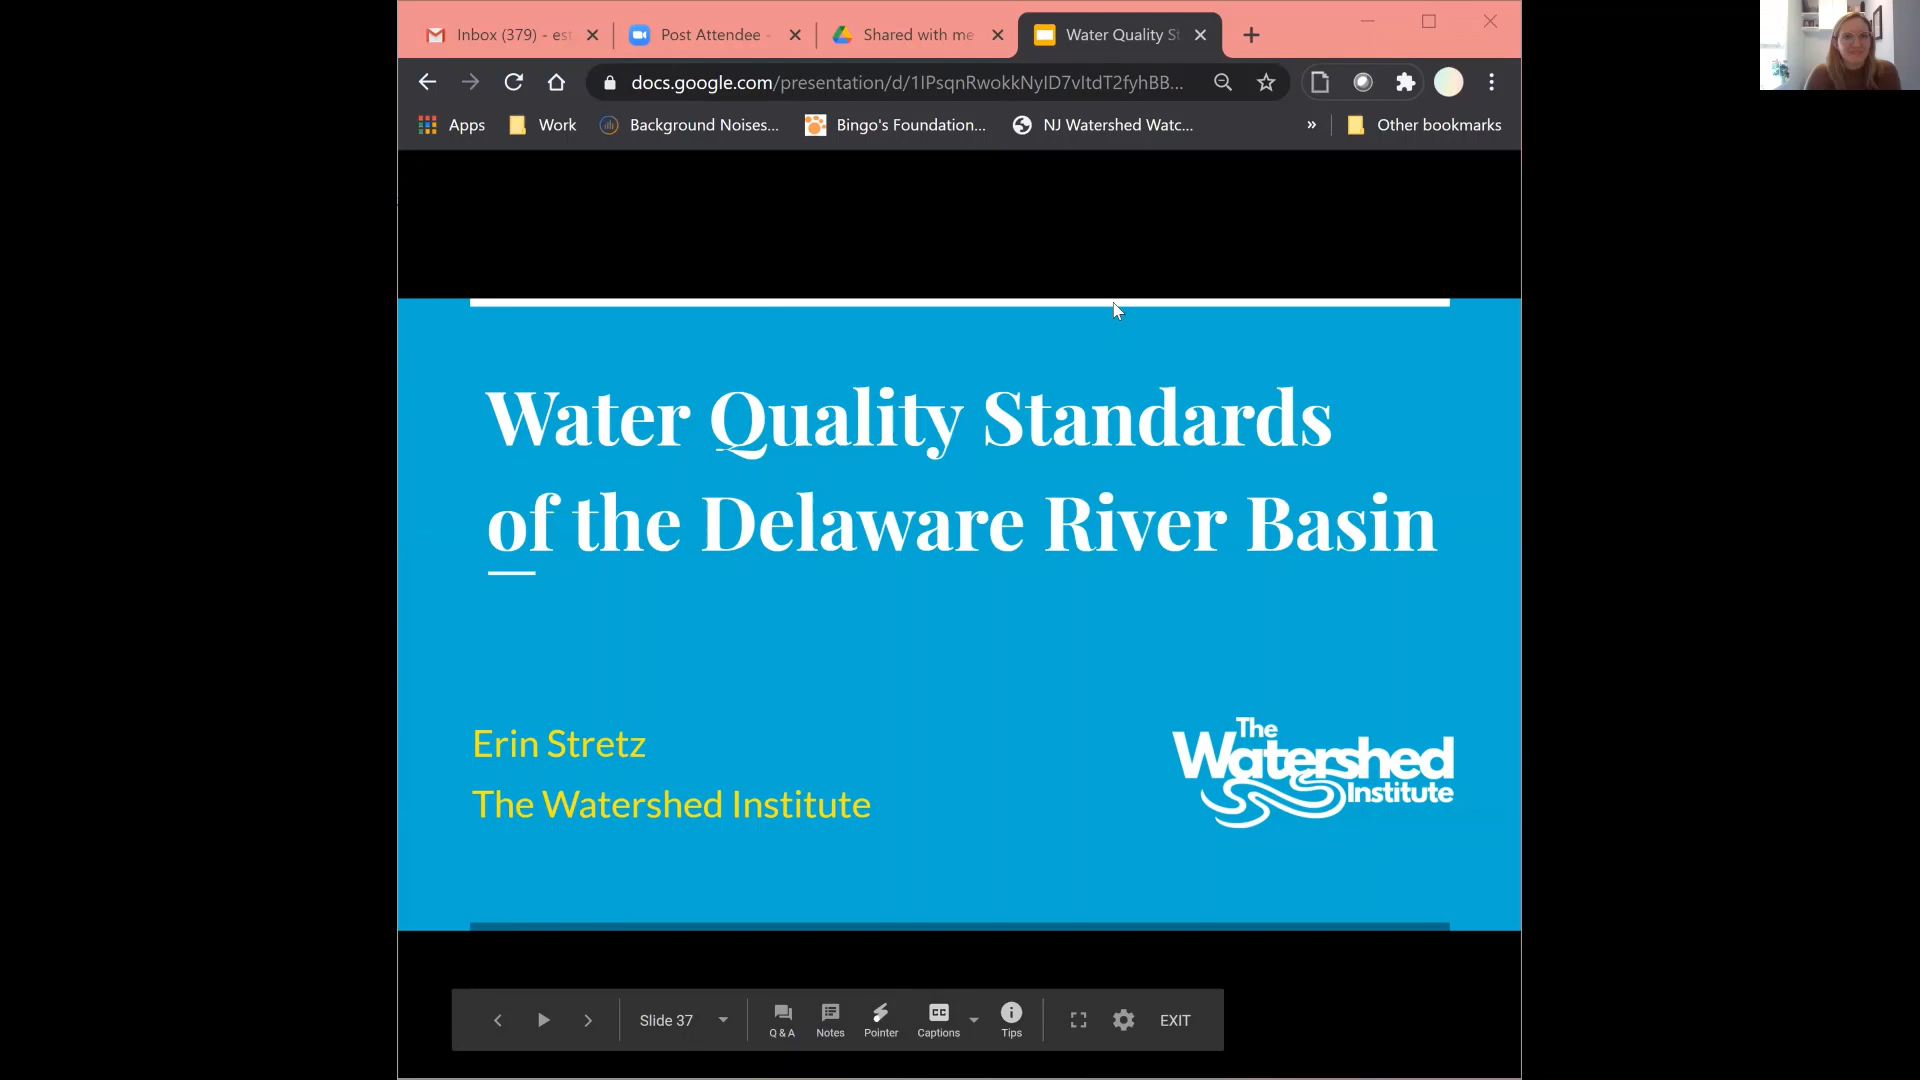 Inbox (379) - es
Post Attendee -
Shared with me
Water Quality St
docs.google.com/presentation/d/1lPsqnRwokkNyID7vItdT2fyhBB...
Apps
Work
Background Noises...
Bingo's Foundation...
NJ Watershed Watc...
»
Other bookmarks
Water Quality Standards
of the Delaware River Basin
Erin Stretz
The Watershed Institute
The
Watershed
Institute
Slide 37
Q & A
Notes
Pointer
CC
Captions
Tips
EXIT